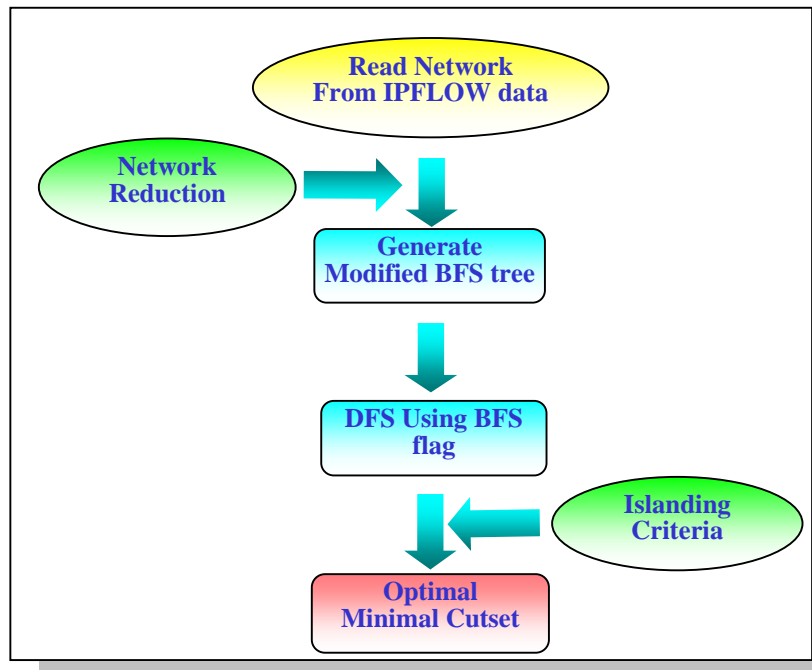 Read Network
From IPFLOW data
Network
Reduction
Generate
Modified BFS tree
DFS Using BFS
flag
Islanding
Criteria
Optimal
Minimal Cutset